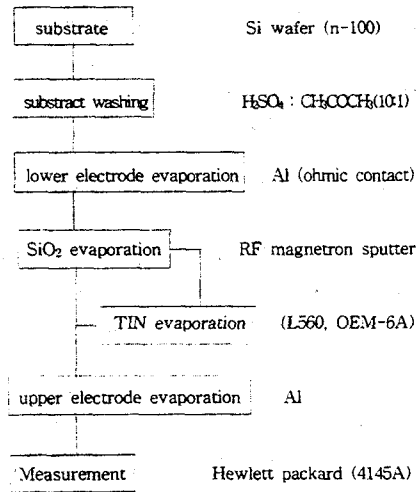 substrate Si wafer (n-100)
substract washing H₂SO₄ : CH₃COCH₃(10:1)
lower electrode evaporation Al (ohmic contact)
SiO₂ evaporation RF magnetron sputter
TIN evaporation (L560, OEM-6A)
upper electrode evaporation Al
Measurement Hewlett packard (4145A)